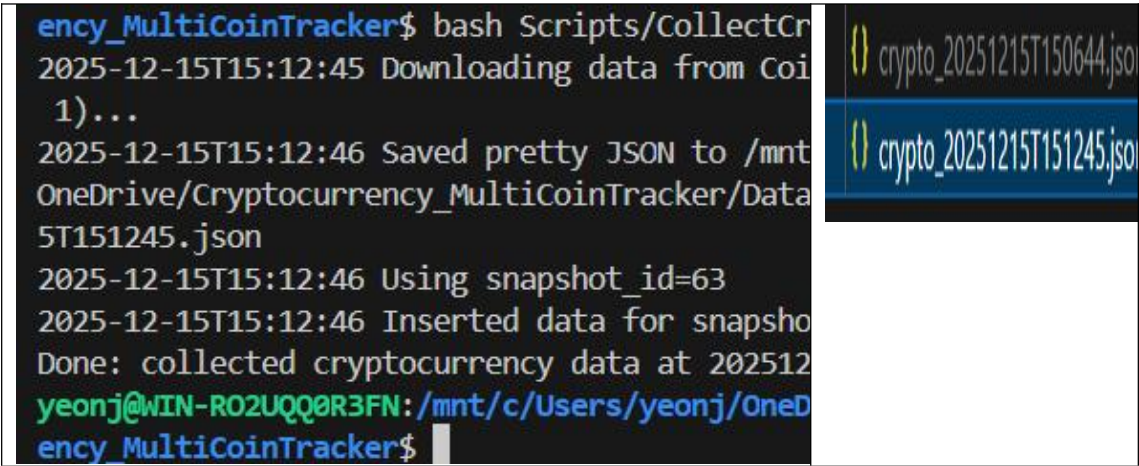 ency_MultiCoinTracker$ bash Scripts/CollectCr
2025-12-15T15:12:45 Downloading data from Coi
1)...
2025-12-15T15:12:46 Saved pretty JSON to /mnt
OneDrive/Cryptocurrency_MultiCoinTracker/Data
5T151245.json
2025-12-15T15:12:46 Using snapshot_id=63
2025-12-15T15:12:46 Inserted data for snapsho
Done: collected cryptocurrency data at 202512
yeonj@WIN-RO2UQQ0R3FN:/mnt/c/Users/yeonj/OneD
ency_MultiCoinTracker$
{} crypto_20251215T150644.jso
{} crypto_20251215T151245.jso